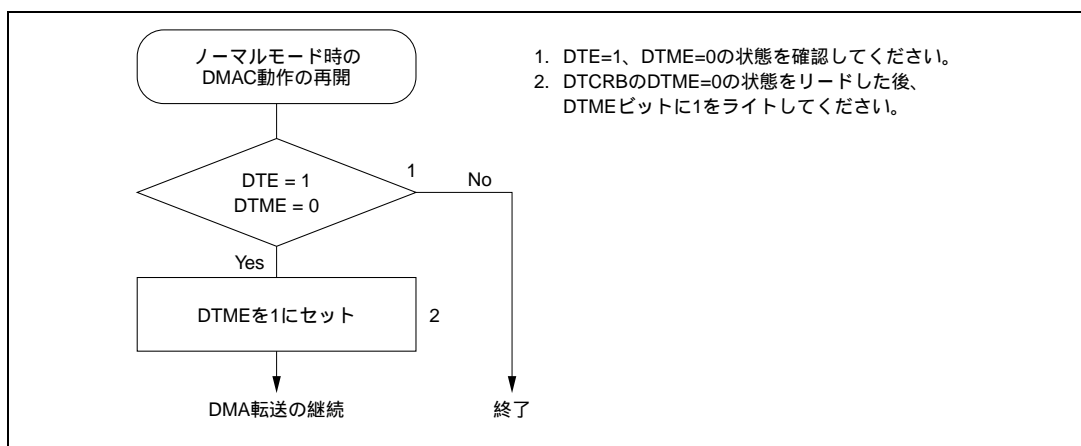 ノーマルモード時の
DMAC動作の再開
1. DTE=1、DTME=0の状態を確認してください。
2. DTCRBのDTME=0の状態をリードした後、
DTMEビットに1をライトしてください。
DTE = 1
DTME = 0
1
No
Yes
DTMEを1にセット
2
DMA転送の継続
終了